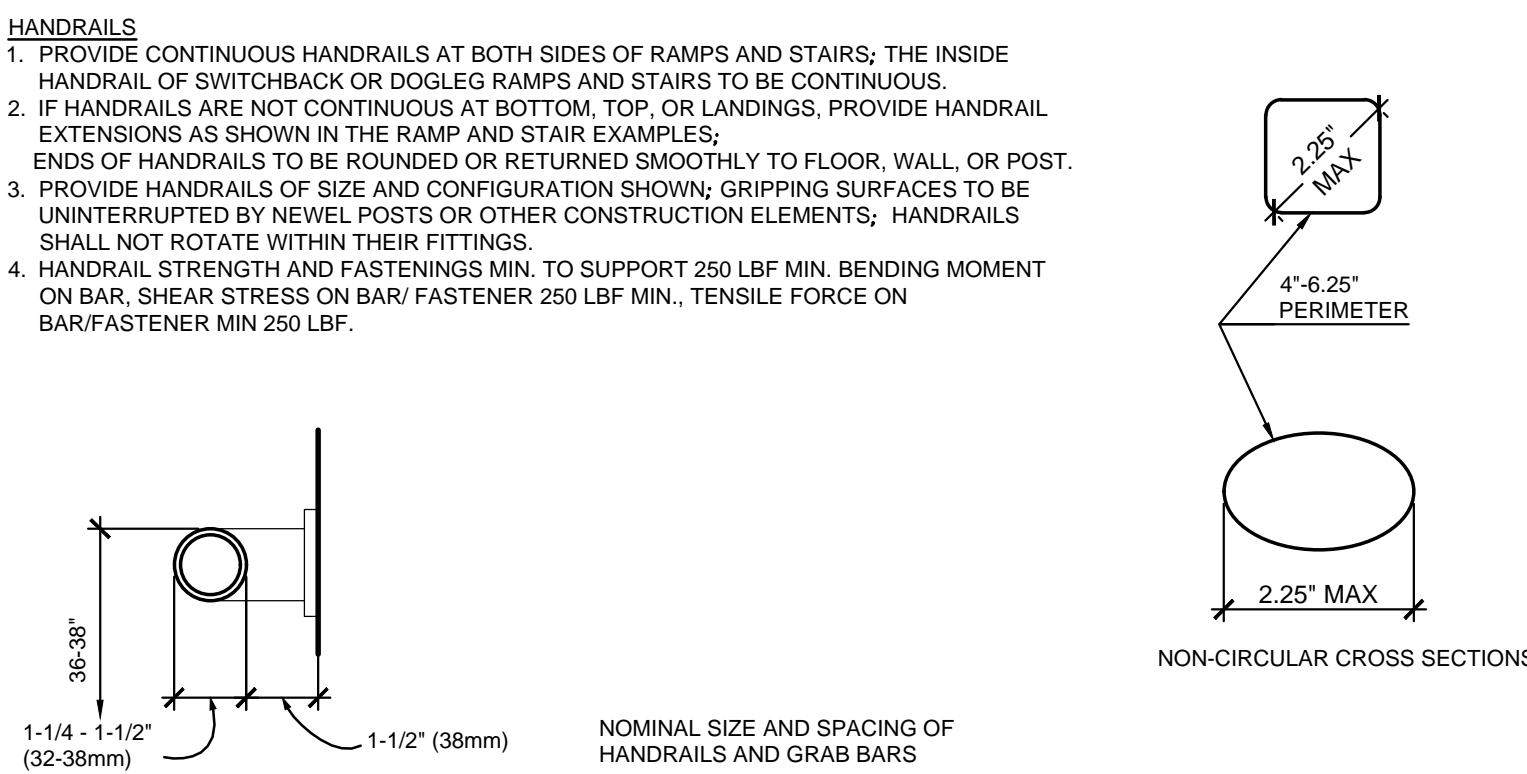 HANDRAILS
1. PROVIDE CONTINUOUS HANDRAILS AT BOTH SIDES OF RAMPS AND STAIRS; THE INSIDE
HANDRAIL OF SWITCHBACK OR DOGLEG RAMPS AND STAIRS TO BE CONTINUOUS.
2. IF HANDRAILS ARE NOT CONTINUOUS AT BOTTOM, TOP, OR LANDINGS, PROVIDE HANDRAIL
EXTENSIONS AS SHOWN IN THE RAMP AND STAIR EXAMPLES;
ENDS OF HANDRAILS TO BE ROUNDED OR RETURNED SMOOTHLY TO FLOOR, WALL, OR POST.
3. PROVIDE HANDRAILS OF SIZE AND CONFIGURATION SHOWN; GRIPPING SURFACES TO BE
UNINTERRUPTED BY NEWEL POSTS OR OTHER CONSTRUCTION ELEMENTS; HANDRAILS
SHALL NOT ROTATE WITHIN THEIR FITTINGS.
4. HANDRAIL STRENGTH AND FASTENINGS MIN. TO SUPPORT 250 LBF MIN. BENDING MOMENT
ON BAR, SHEAR STRESS ON BAR/ FASTENER 250 LBF MIN., TENSILE FORCE ON
BAR/FASTENER MIN 250 LBF.
2.25"
MAX
4"-6.25"
PERIMETER
2.25" MAX
NON-CIRCULAR CROSS SECTIONS
36-38"
1-1/4 - 1-1/2"
(32-38mm)
1-1/2" (38mm)
NOMINAL SIZE AND SPACING OF
HANDRAILS AND GRAB BARS